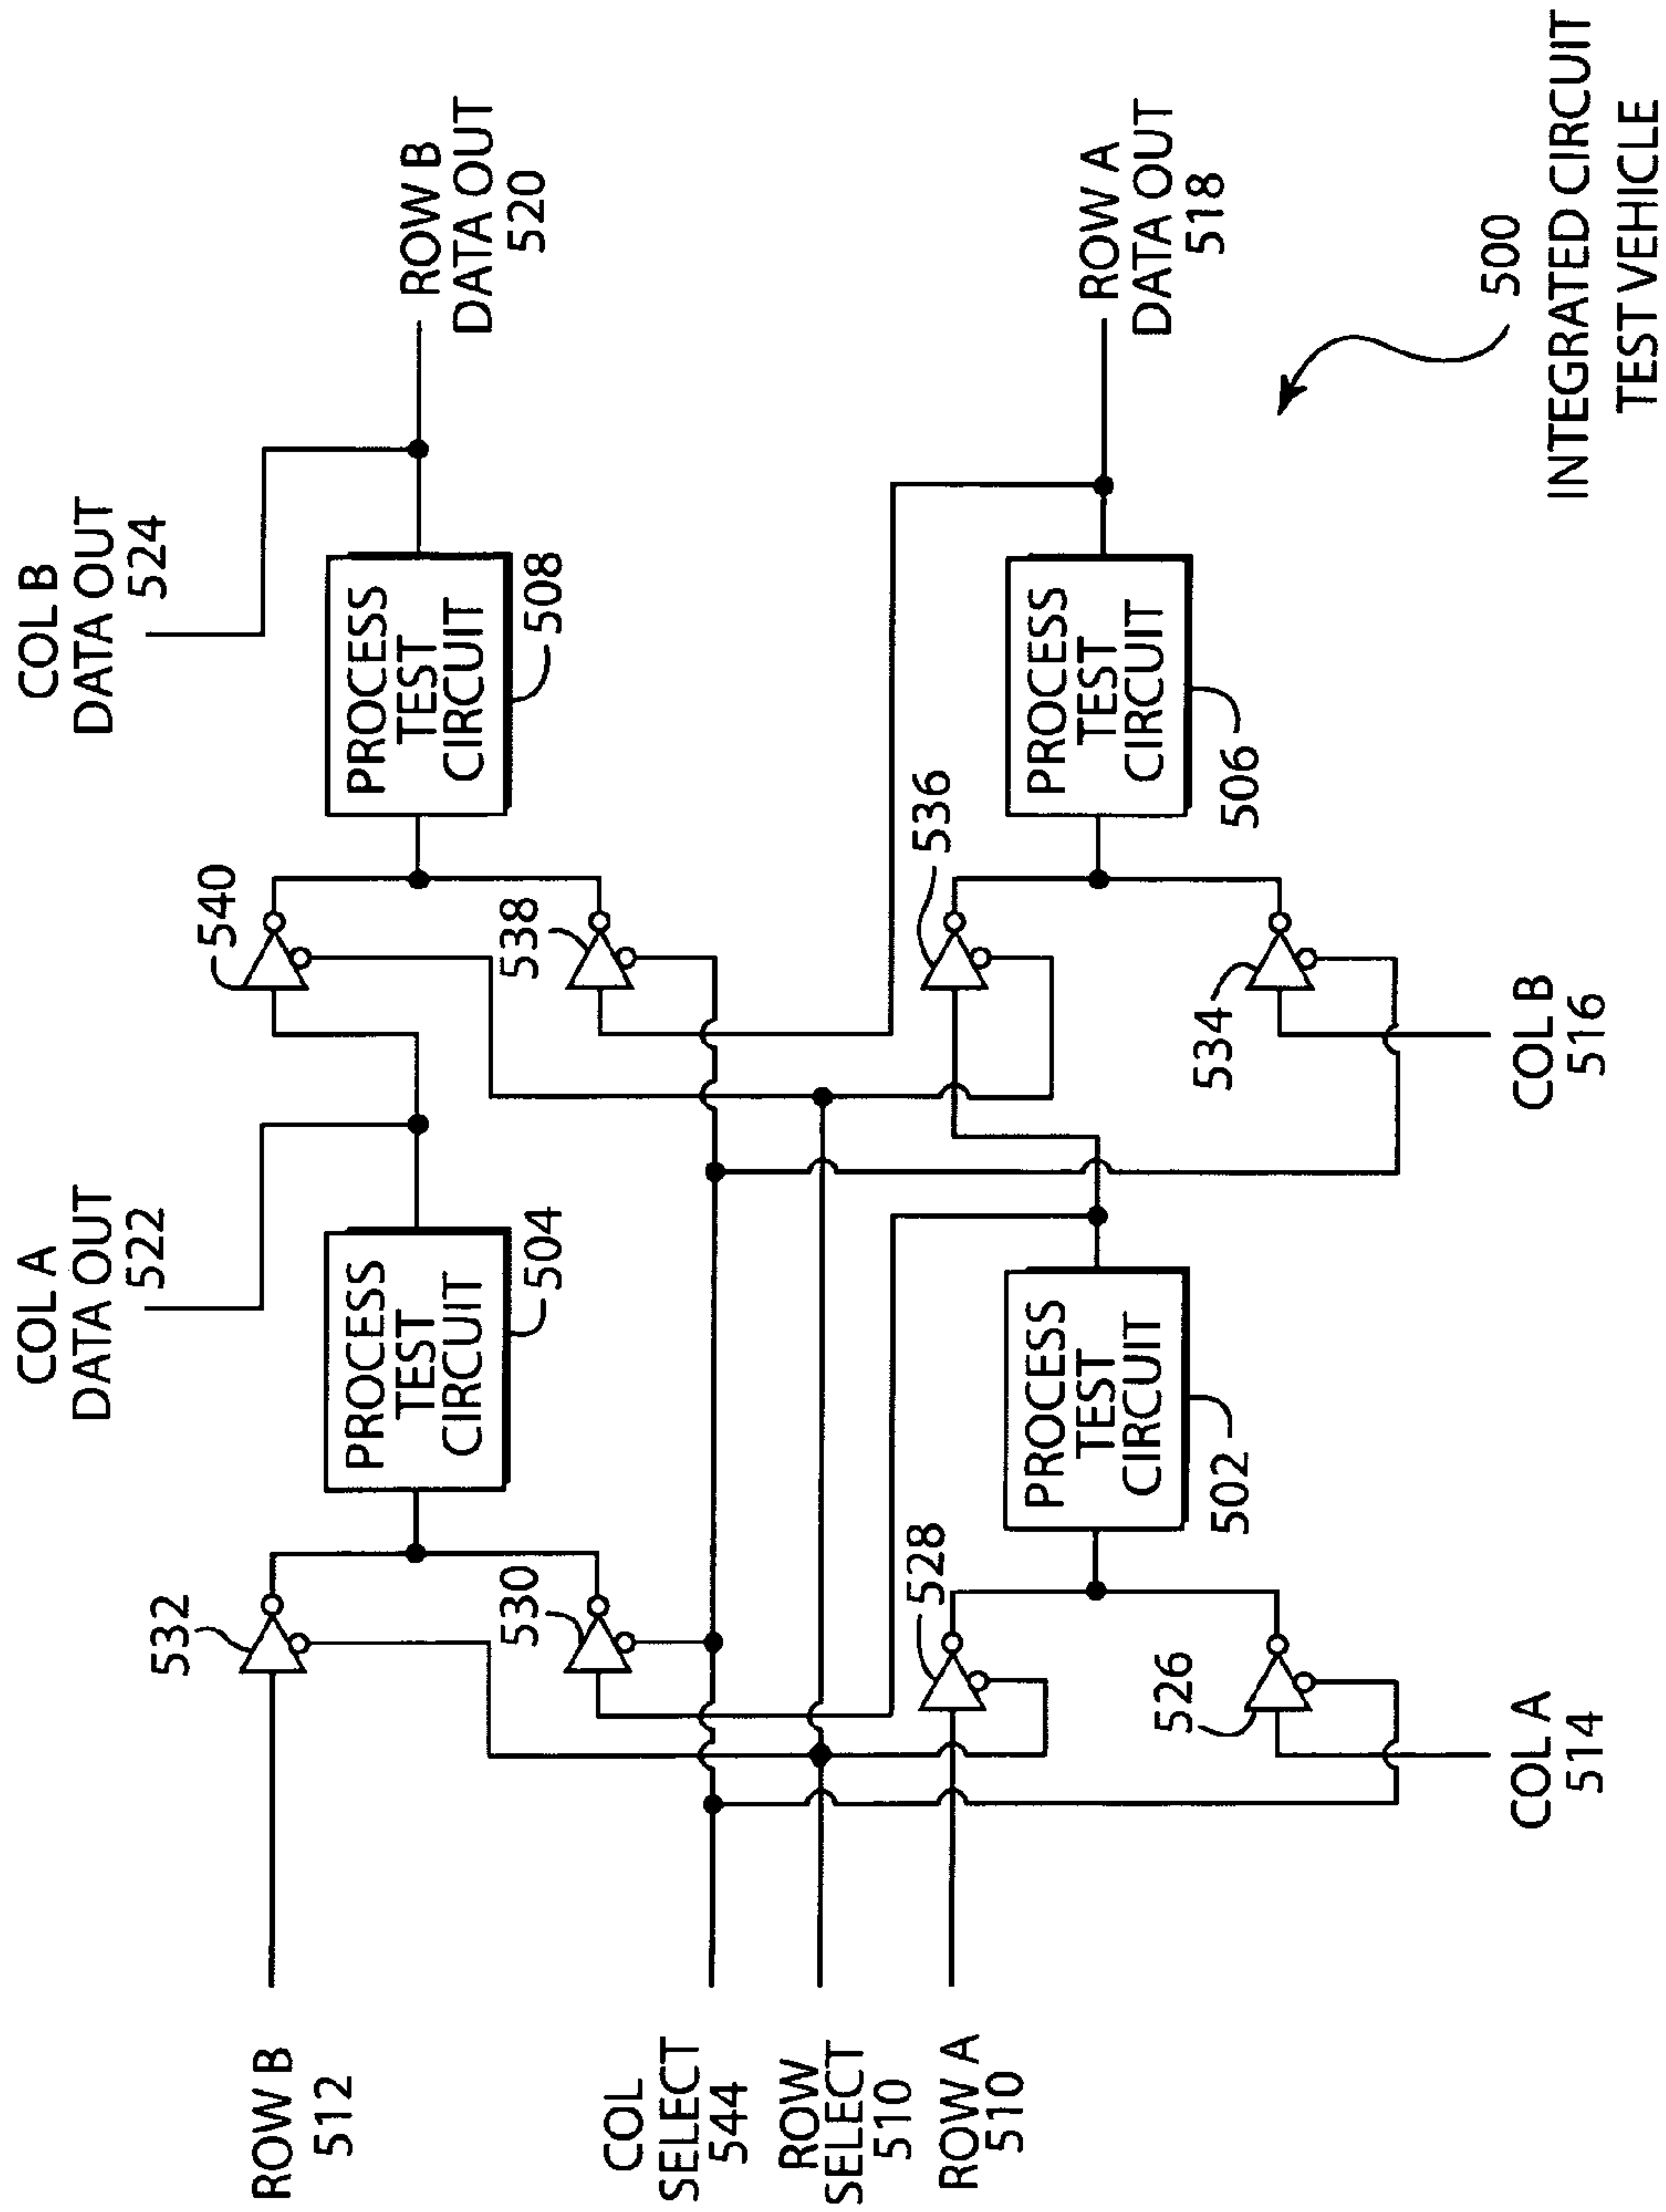 COL A
DATA OUT
522
COL B
DATA OUT
524
ROW B
512
532
540
PROCESS
TEST
CIRCUIT
504
PROCESS
TEST
CIRCUIT
508
ROW B
DATA OUT
520
530
538
COL
SELECT
544
ROW
SELECT
510
ROW A
510
528
536
PROCESS
TEST
CIRCUIT
502
PROCESS
TEST
CIRCUIT
506
ROW A
DATA OUT
518
526
534
COL A
514
COL B
516
500
INTEGRATED CIRCUIT
TEST VEHICLE